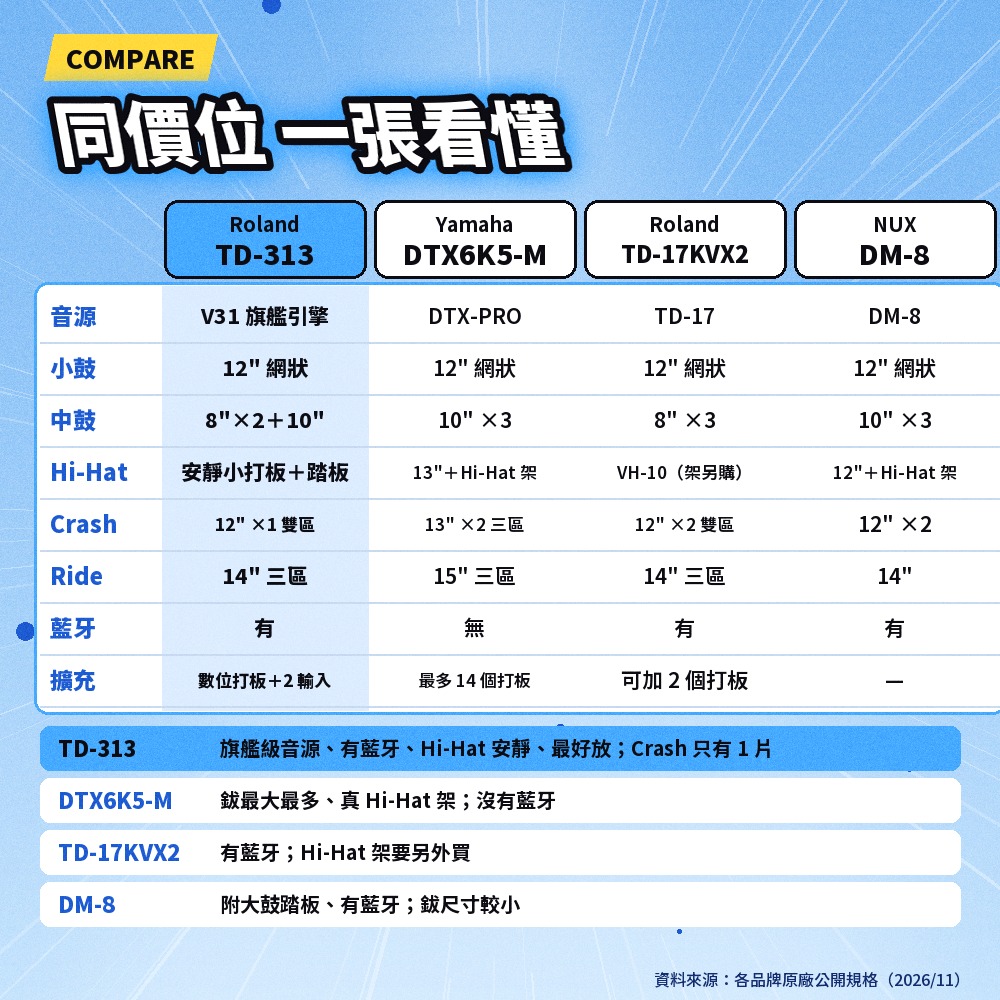 COMPARE
同價位 一張看懂
Roland Yamaha Roland NUX
TD-313 DTX6K5-M TD-17KVX2 DM-8
音源 V31 旗艦引擎 DTX-PRO TD-17 DM-8
小鼓 12" 網狀 12" 網狀 12" 網狀 12" 網狀
中鼓 8"×2＋10" 10" ×3 8" ×3 10" ×3
Hi-Hat 安靜小打板＋踏板 13"＋Hi-Hat 架 VH-10（架另購） 12"＋Hi-Hat 架
Crash 12" ×1 雙區 13" ×2 三區 12" ×2 雙區 12" ×2
Ride 14" 三區 15" 三區 14" 三區 14"
藍牙 有 無 有 有
擴充 數位打板＋2 輸入 最多 14 個打板 可加 2 個打板 —
TD-313 旗艦級音源、有藍牙、Hi-Hat 安靜、最好放；Crash 只有 1 片
DTX6K5-M 鈸最大最多、真 Hi-Hat 架；沒有藍牙
TD-17KVX2 有藍牙；Hi-Hat 架要另外買
DM-8 附大鼓踏板、有藍牙；鈸尺寸較小
資料來源：各品牌原廠公開規格（2026/11）